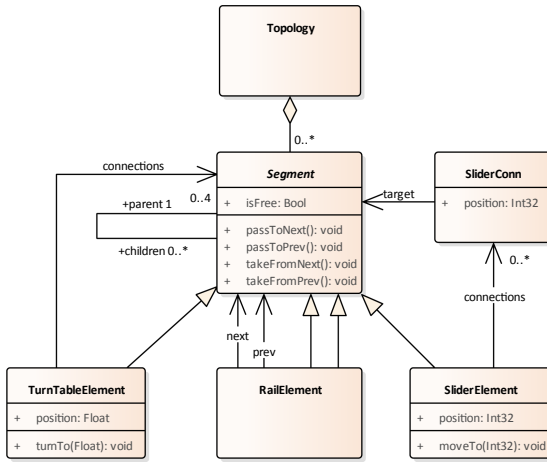 Topology
0..*
connections
Segment
SliderConn
0..4
+ isFree: Bool
target
+ position: Int32
+parent 1
+ passToNext(): void
+ passToPrev(): void
+ takeFromNext(): void
+ takeFromPrev(): void
+children 0..*
0..*
connections
next
prev
TurnTableElement
RailElement
SliderElement
+ position: Float
+ position: Int32
+ turnTo(Float): void
+ moveTo(Int32): void